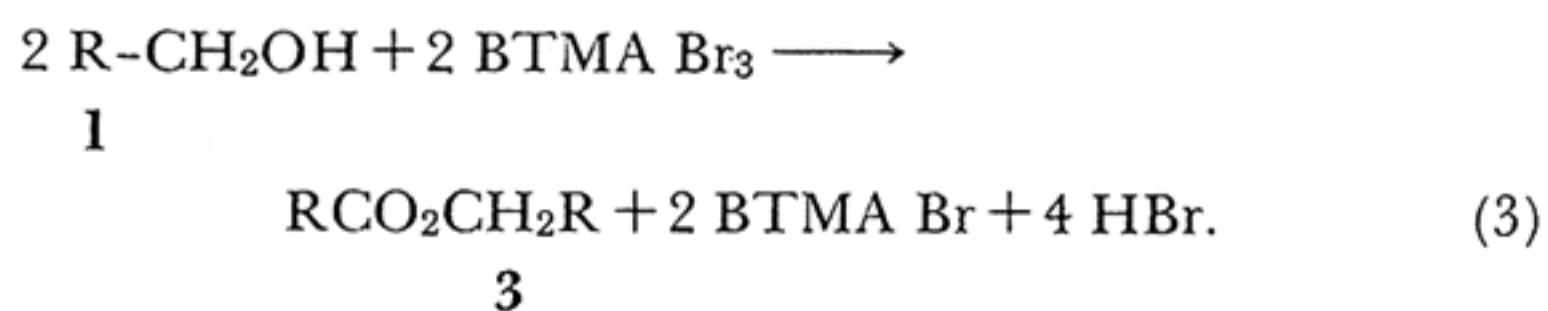 2 R-CH₂OH + 2 BTMA Br₃ ⟶
1
RCO₂CH₂R + 2 BTMA Br + 4 HBr. (3)
3